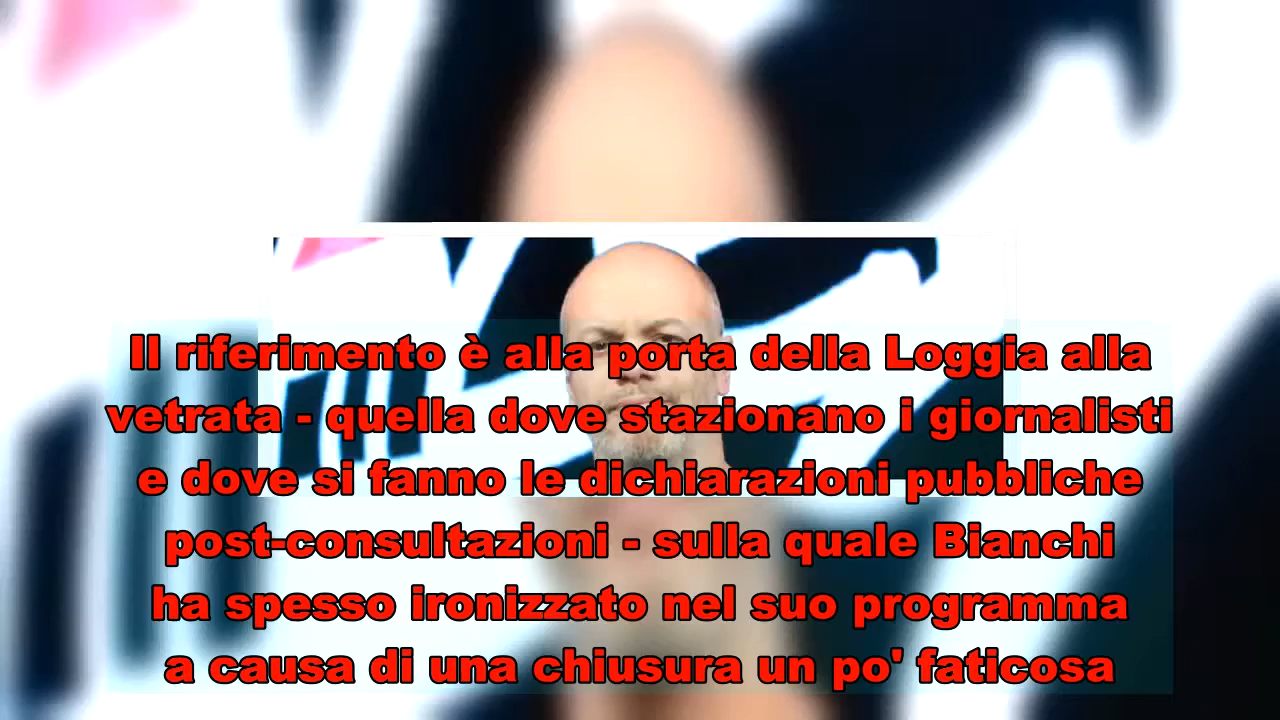 Il riferimento è alla porta della Loggia alla
vetrata - quella dove stazionano i giornalisti
e dove si fanno le dichiarazioni pubbliche
post-consultazioni - sulla quale Bianchi
ha spesso ironizzato nel suo programma
a causa di una chiusura un po' faticosa